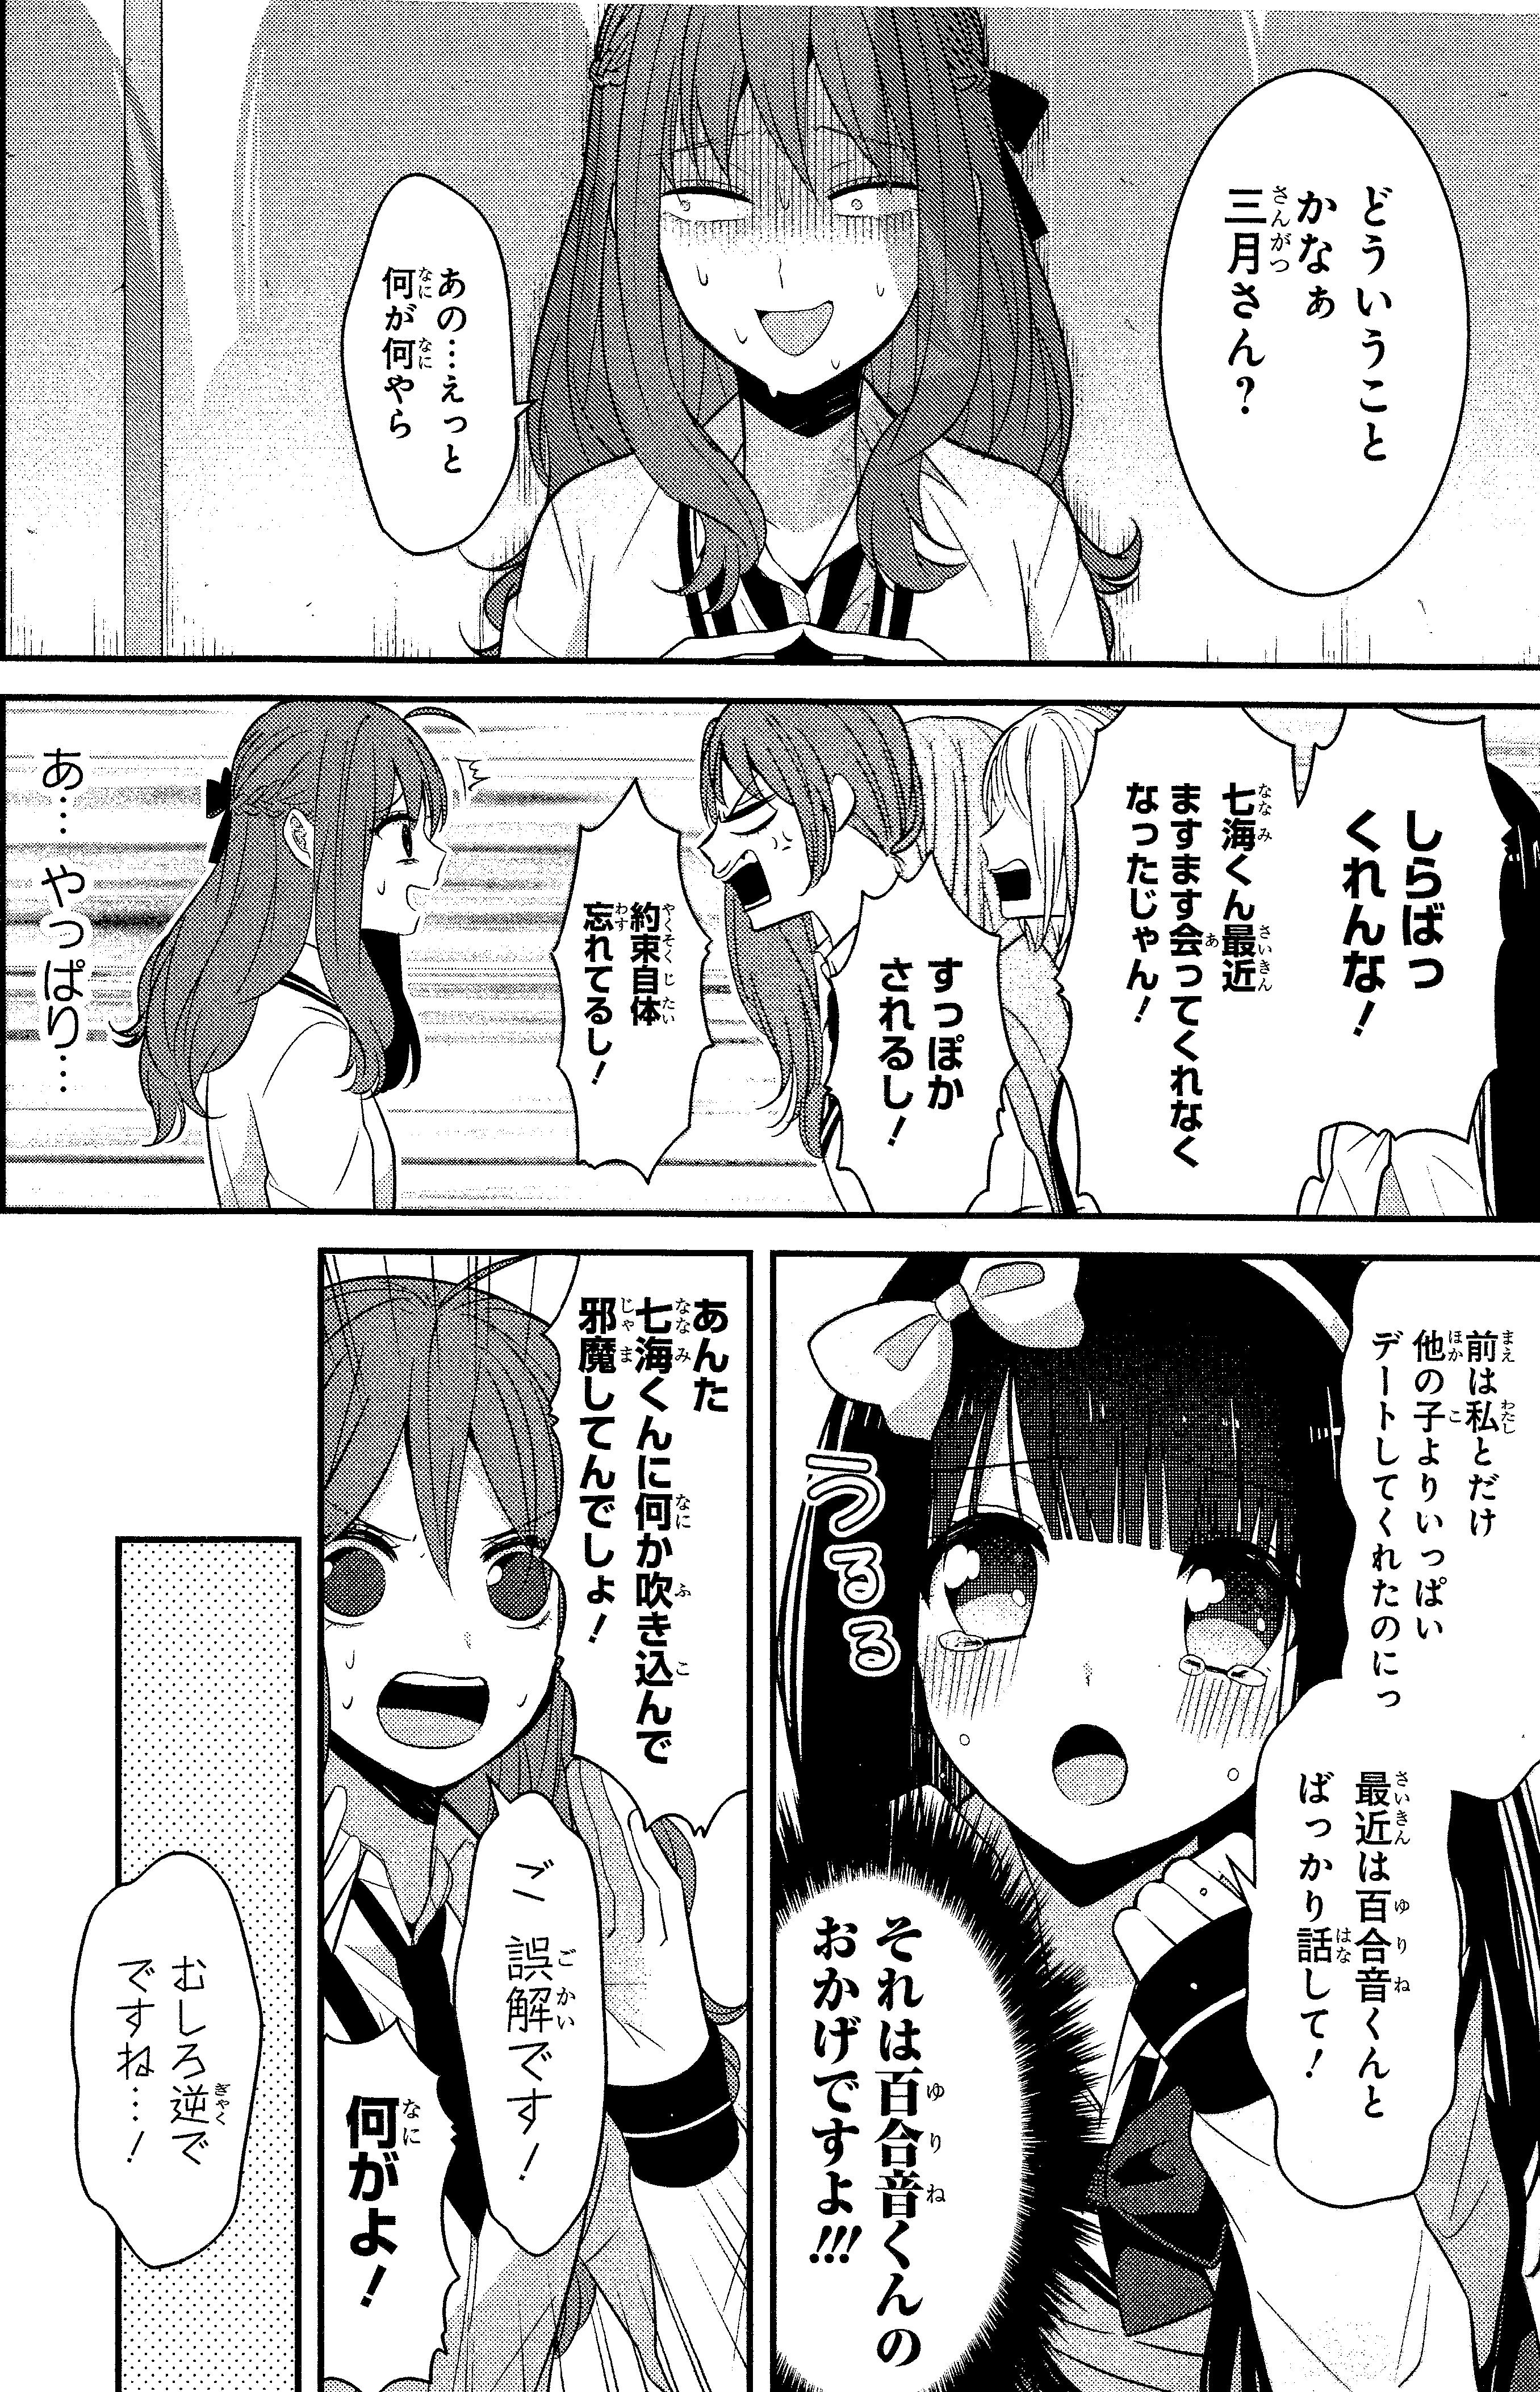 どういうこと
かなぁ
三月さん？
あの…えっと
何が何やら
しらばっ
くれんな！
七海くん最近
ますます会ってくれなく
なったじゃん！
すっぽか
されるし！
約束自体
忘れてるし！
あ…やっぱり…
前は私とだけ
他の子よりいっぱい
デートしてくれたのにっ
最近は百合音くんと
ばっかり話して！
うるるる
それは百合音くんの
おかげですよ!!!
あんた
七海くんに何か吹き込んで
邪魔してんでしょ！
ご誤解です！
何がよ！
むしろ逆で
ですね…！